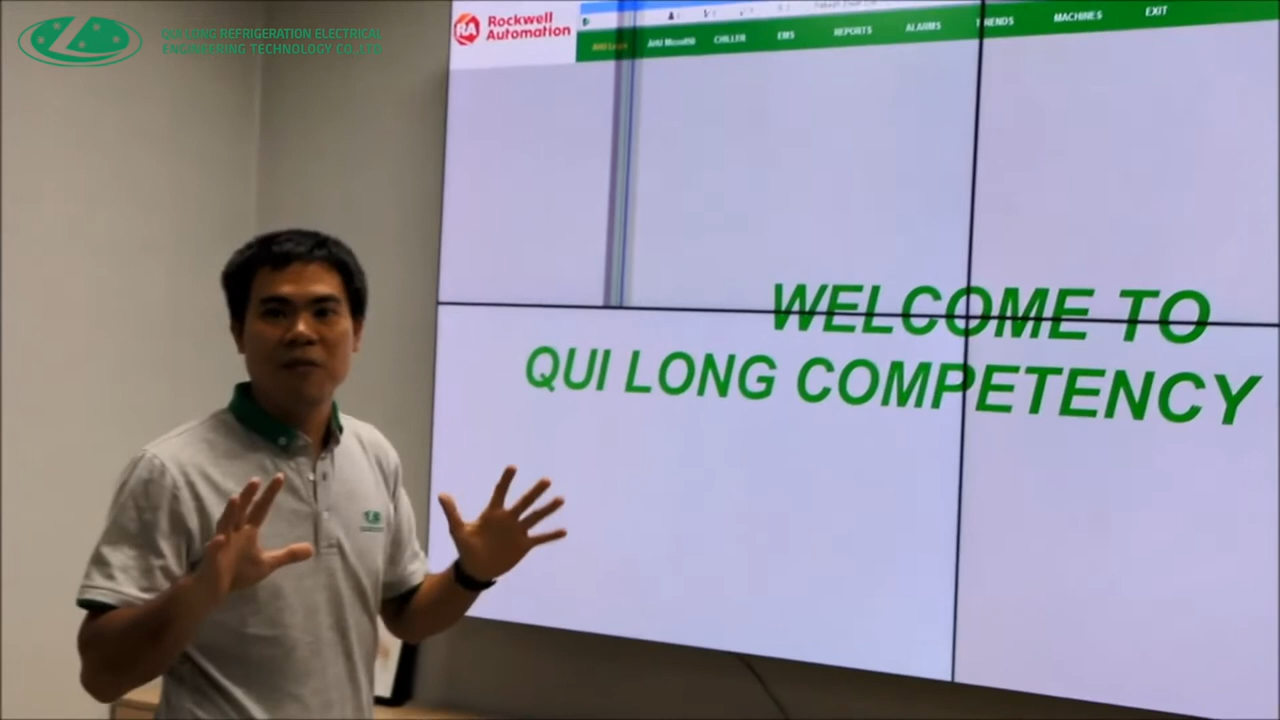 QUI LONG REFRIGERATION ELECTRICAL
ENGINEERING TECHNOLOGY CO.,LTD
RA Rockwell
Automation
CHILLER EMS REPORTS ALARMS TRENDS MACHINES EXIT
WELCOME TO
QUI LONG COMPETENCY